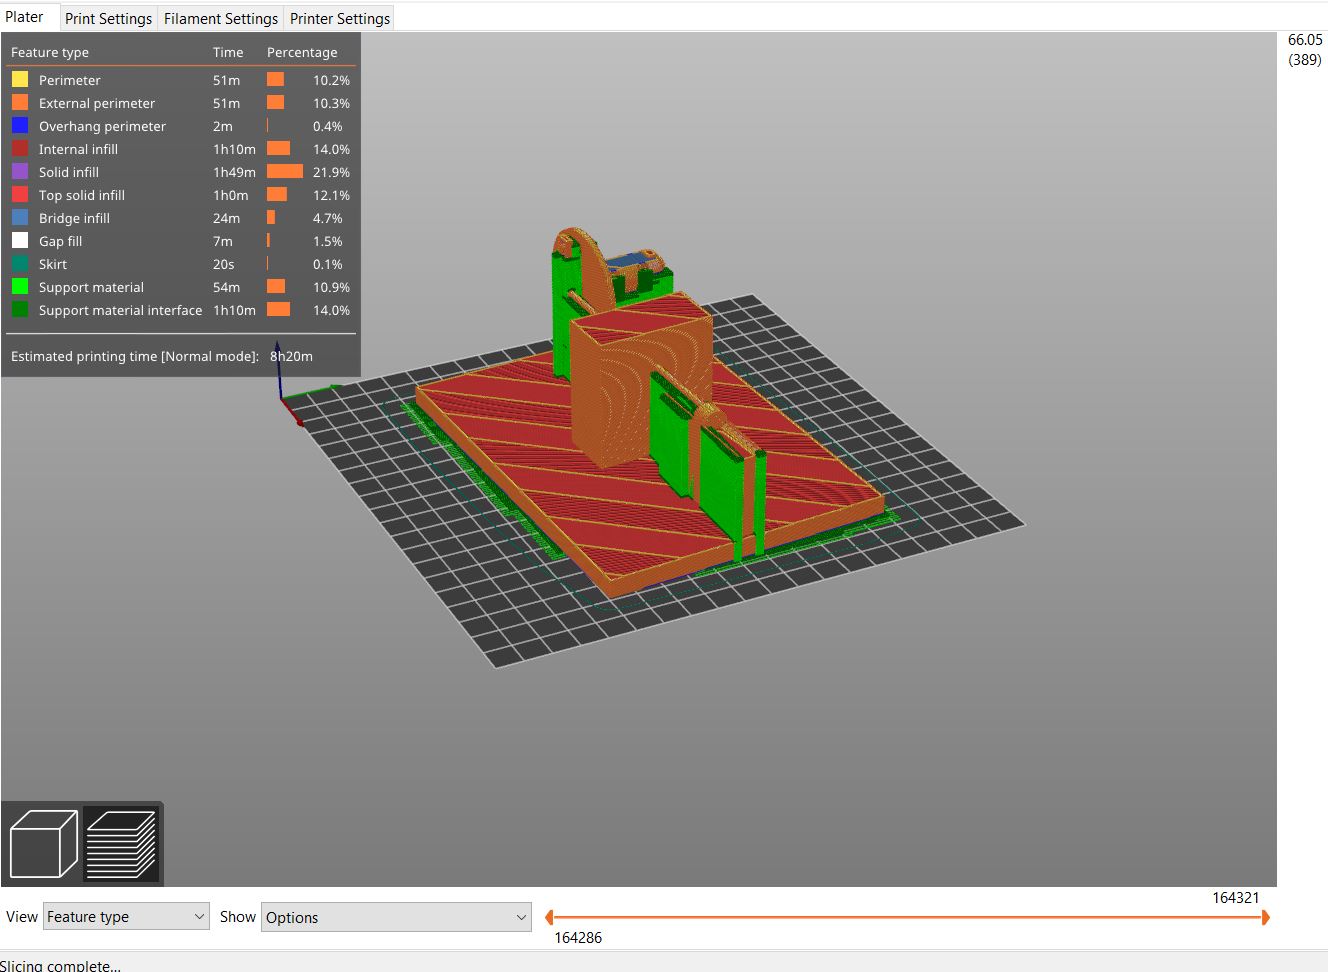 Plater Print Settings Filament Settings Printer Settings
66.05
(389)
Feature type Time Percentage
Perimeter 51m 10.2%
External perimeter 51m 10.3%
Overhang perimeter 2m 0.4%
Internal infill 1h10m 14.0%
Solid infill 1h49m 21.9%
Top solid infill 1h0m 12.1%
Bridge infill 24m 4.7%
Gap fill 7m 1.5%
Skirt 20s 0.1%
Support material 54m 10.9%
Support material interface 1h10m 14.0%
Estimated printing time [Normal mode]: 8h20m
164321
View Feature type Show Options
164286
Slicing complete...